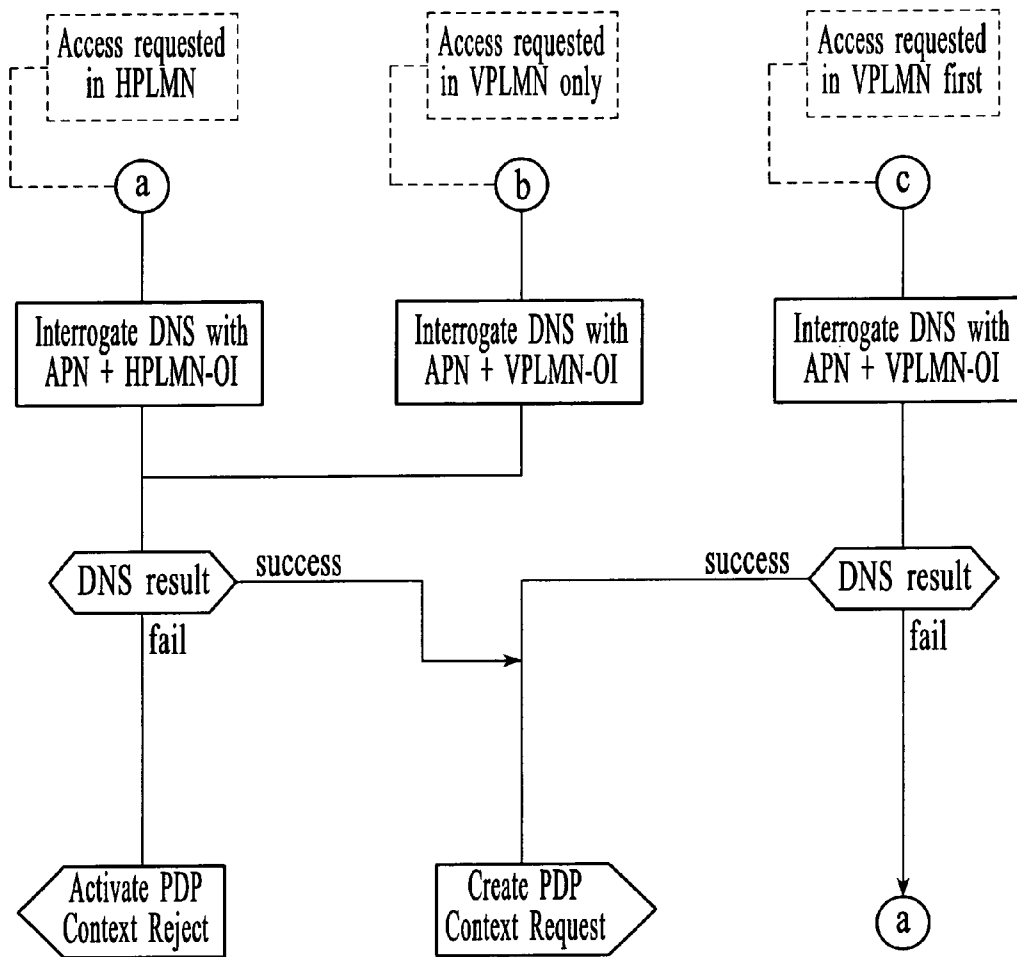 Access requested
in HPLMN
Access requested
in VPLMN only
Access requested
in VPLMN first
a
b
c
Interrogate DNS with
APN + HPLMN-OI
Interrogate DNS with
APN + VPLMN-OI
Interrogate DNS with
APN + VPLMN-OI
DNS result
success
success
DNS result
fail
fail
Activate PDP
Context Reject
Create PDP
Context Request
a